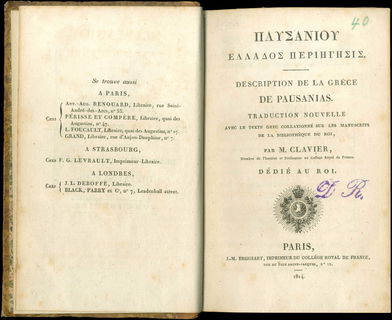 Se trouve aussi
A PARIS,
Ant.-Aug. RENOUARD, Libraire, rue Saint-
André-des-Arcs, n° 55.
Chez
PÉRISSE ET COMPÈRE, Libraire, quai des
Augustins, n° 47.
L. FOUCAULT, Libraire, quai des Augustins, n° 17
GRAND, Libraire, rue d'Anjou-Dauphine, n° 7.
A STRASBOURG,
Chez F. G. LEVRAULT, Imprimeur-Libraire.
A LONDRES,
Chez
J. L. DEBOFFE, Libraire.
BLACK, PARRY et Cie, n° 7, Leadenhall street.
40
ΠΑΥΣΑΝΙΟΥ
ΕΛΛΑΔΟΣ ΠΕΡΙΗΓΗΣΙΣ.
DESCRIPTION DE LA GRÈCE
DE PAUSANIAS.
TRADUCTION NOUVELLE
AVEC LE TEXTE GREC COLLATIONNÉ SUR LES MANUSCRITS
DE LA BIBLIOTHÈQUE DU ROI,
PAR M. CLAVIER,
Membre de l'Institut et Professeur au Collége Royal de France
DÉDIÉ AU ROI.
D. R.
PARIS,
J.-M. EBERHART, IMPRIMEUR DU COLLÉGE ROYAL DE FRANCE,
RUE DU FOIN SAINT-JACQUES, N° 12.
1814.